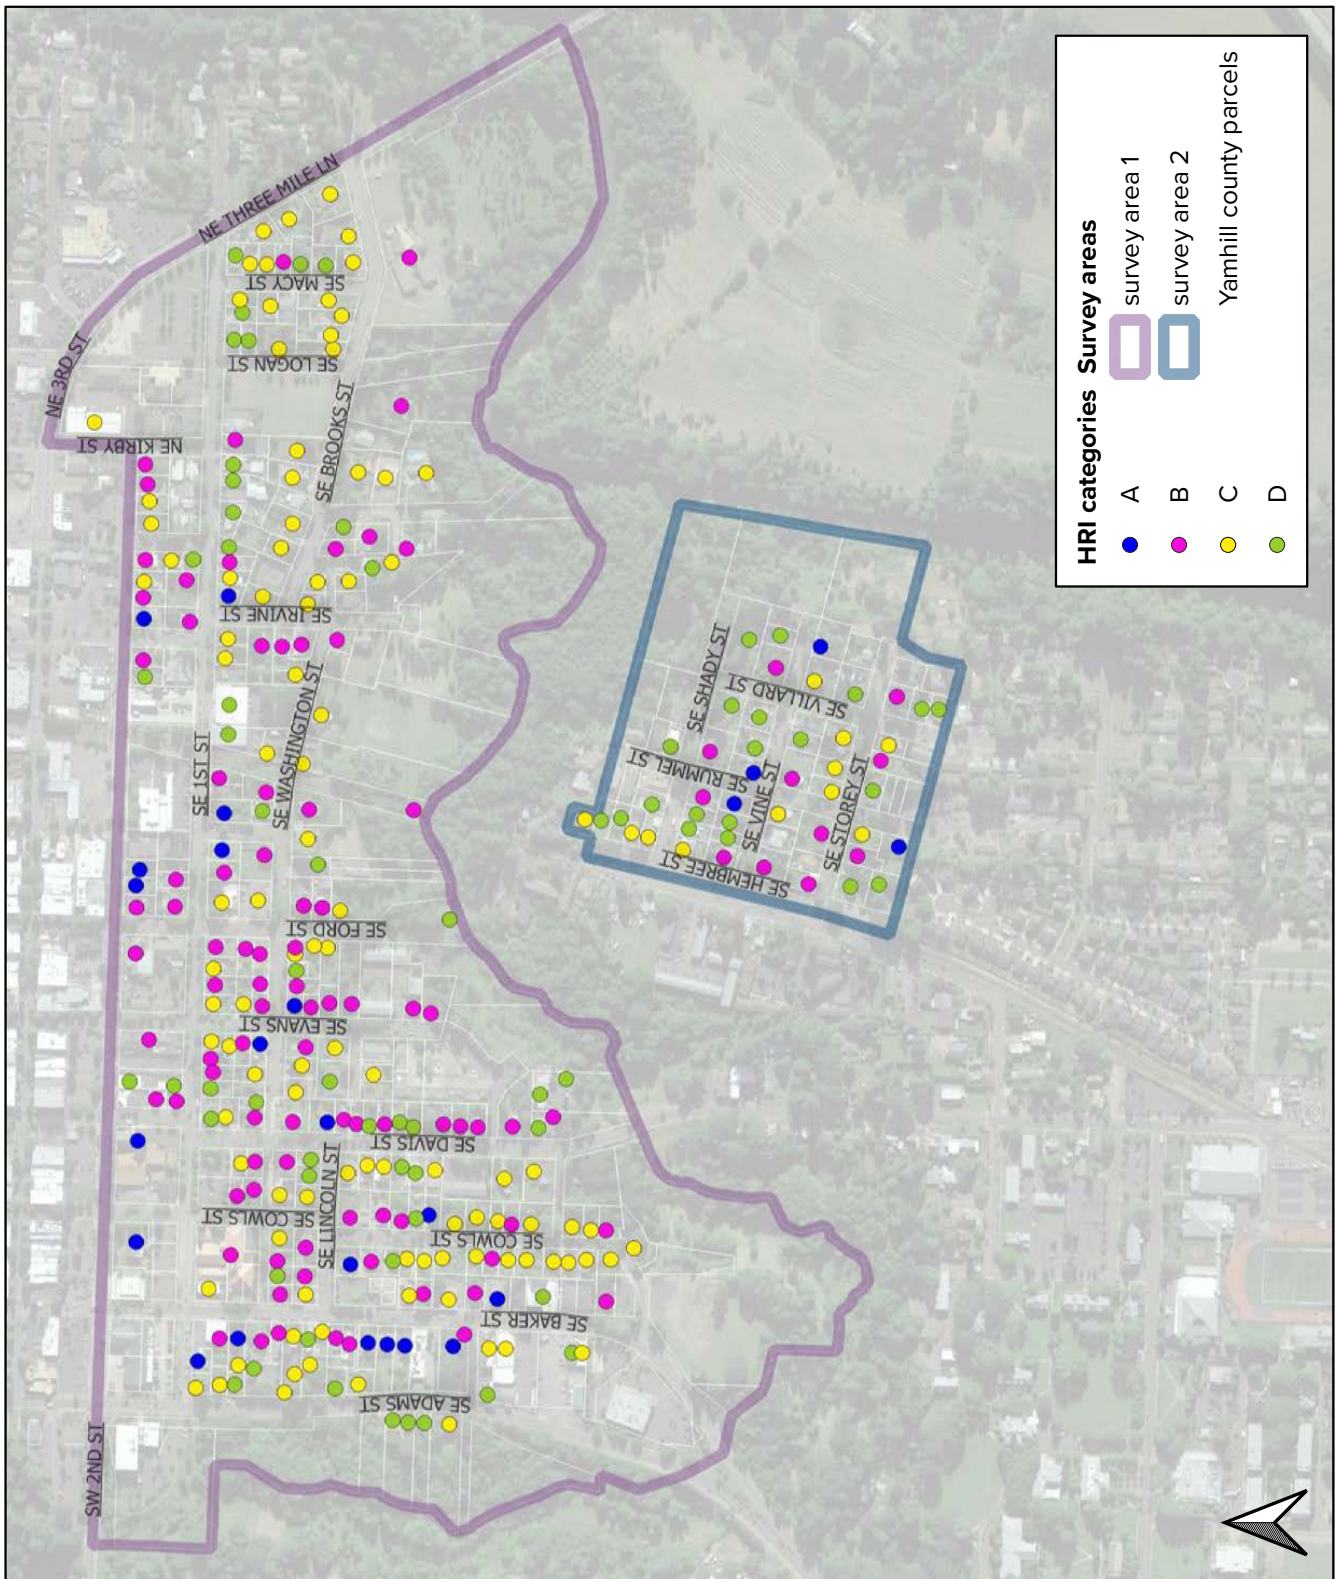 SW 2ND ST
NE 3RD ST
NE THREE MILE LN
NE KIRBY ST
SE MACY ST
SE LOGAN ST
SE BROOKS ST
SE IRVINE ST
SE WASHINGTON ST
SE 1ST ST
SE FORD ST
SE EVANS ST
SE DAVIS ST
SE LINCOLN ST
SE COWLS ST
SE COWLS ST
SE BAKER ST
SE ADAMS ST
SE SHADY ST
SE VILLARD ST
SE RUMMEL ST
SE VINE ST
SE STOREY ST
SE HEMBREE ST
HRI categories
A
B
C
D
Survey areas
survey area 1
survey area 2
Yamhill county parcels